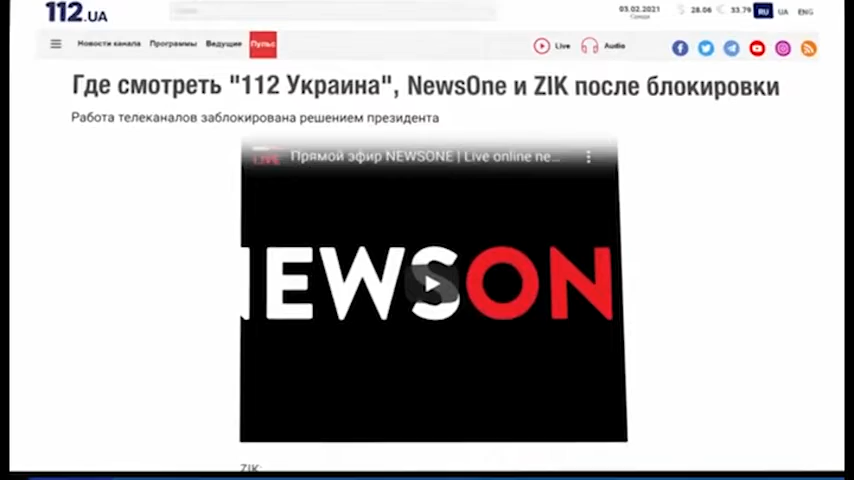 112.UA
03.02.2021
Среда
$ 28.06 € 33.79
RU UA ENG
Новости канала Программы Ведущие Пульс
Live Audio
Где смотреть "112 Украина", NewsOne и ZIK после блокировки
Работа телеканалов заблокирована решением президента
LIVE Прямой эфир NEWSONE | Live online ne...
NEWSON
ZIK: